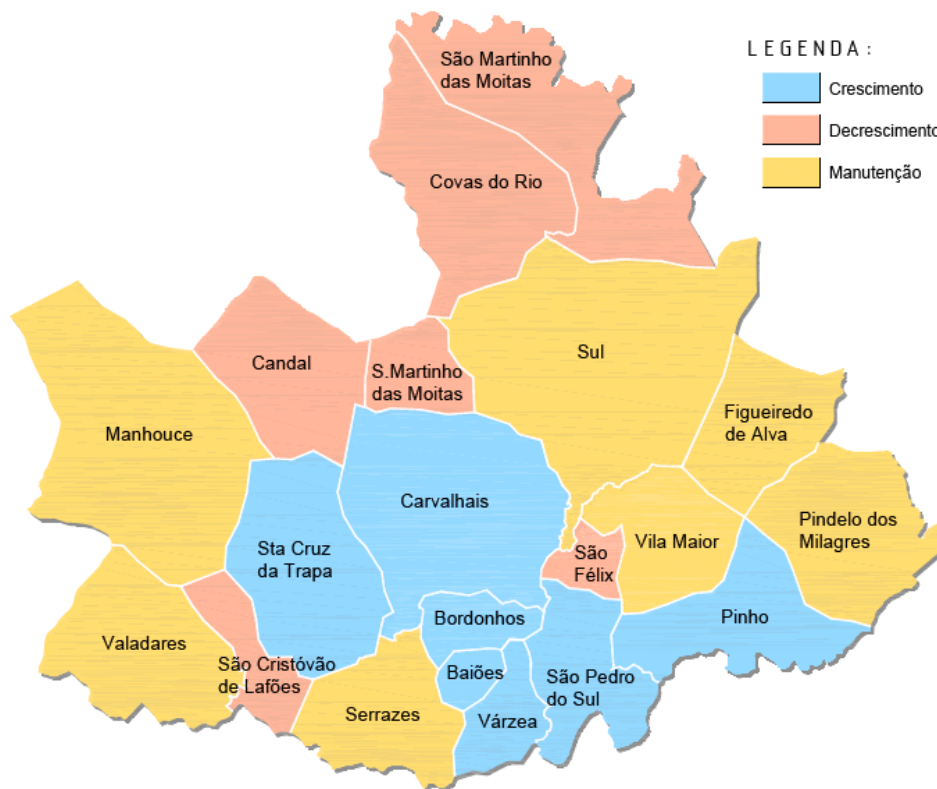 São Martinho
das Moitas
LEGENDA:
Crescimento
Decrescimento
Manutenção
Covas do Rio
Sul
Candal
S.Martinho
das Moitas
Figueiredo
de Alva
Manhouce
Carvalhais
Pindelo dos
Milagres
Sta Cruz
da Trapa
Vila Maior
São
Félix
Valadares
Bordonhos
Pinho
São Cristóvão
de Lafões
Baiões
São Pedro
do Sul
Serrazes
Várzea